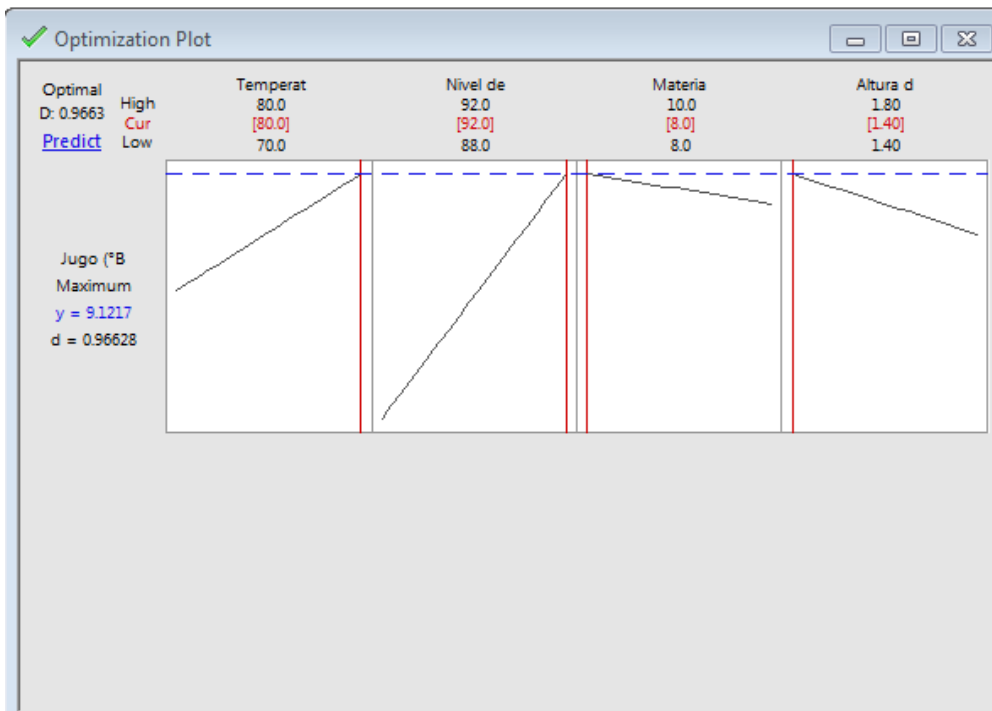 Optimization Plot
Optimal
D: 0.9663
Predict
High
Cur
Low
Temperat
80.0
[80.0]
70.0
Nivel de
92.0
[92.0]
88.0
Materia
10.0
[8.0]
8.0
Altura d
1.80
[1.40]
1.40
Jugo (°B
Maximum
y = 9.1217
d = 0.96628